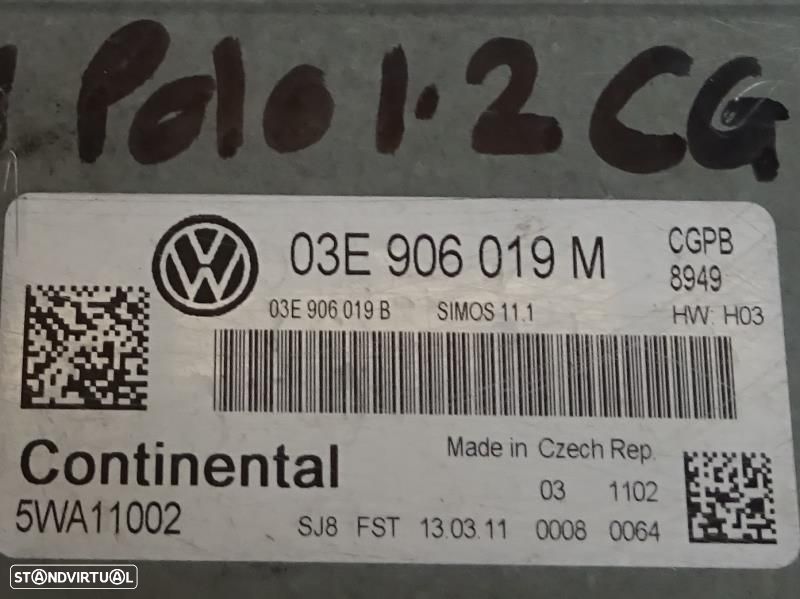 Polo 1.2 CG
03E 906 019 M
CGPB
8949
03E 906 019 B SIMOS 11.1 HW: H03
Continental
5WA11002
Made in Czech Rep.
03 1102
SJ8 FST 13.03.11 0008 0064
STANDVIRTUAL